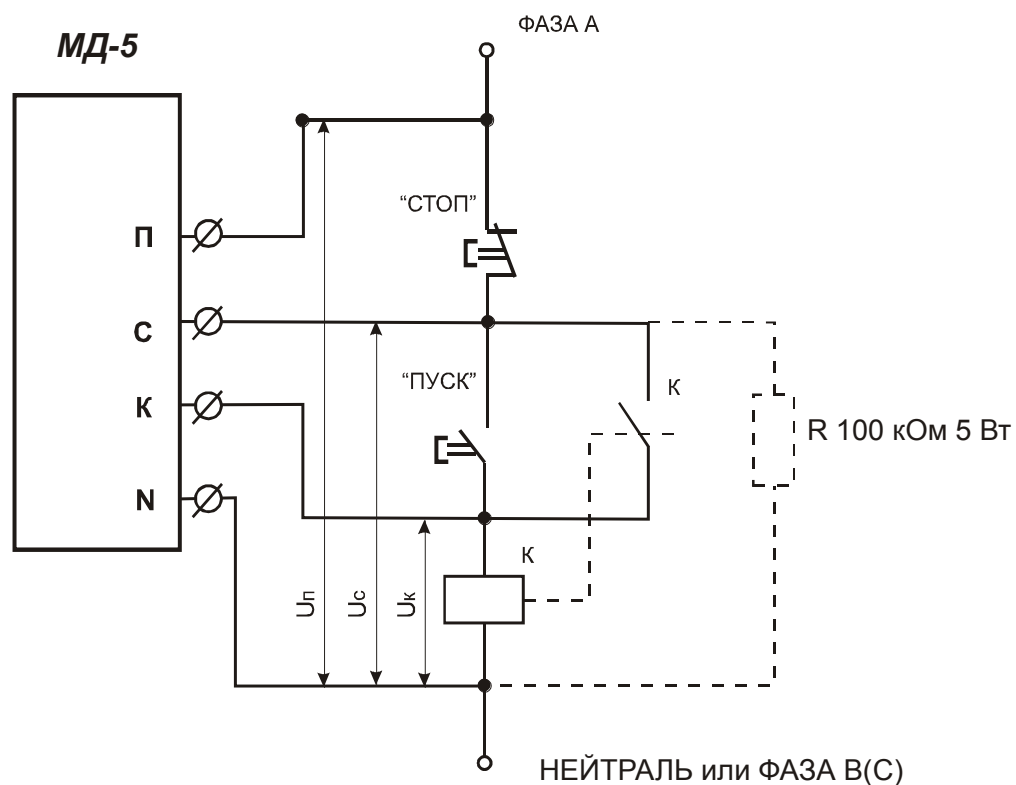 ФАЗА А
МД-5
П
"СТОП"
С
"ПУСК"
К
К
R 100 кОм 5 Вт
N
К
Uп
Uс
Uк
НЕЙТРАЛЬ или ФАЗА В(С)